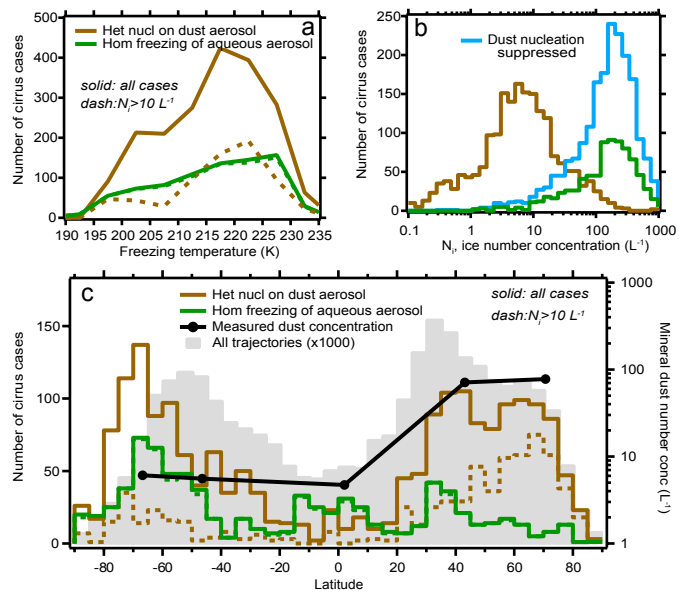 a
Het nucl on dust aerosol
Hom freezing of aqueous aerosol
solid: all cases
dash:Ni>10 L-1
Number of cirrus cases
500
400
300
200
100
0
190 195 200 205 210 215 220 225 230 235
Freezing temperature (K)
b
Dust nucleation
suppressed
Number of cirrus cases
250
200
150
100
50
0
0.1 1 10 100 1000
Ni, ice number concentration (L-1)
c
Het nucl on dust aerosol
Hom freezing of aqueous aerosol
Measured dust concentration
All trajectories (x1000)
solid: all cases
dash:Ni>10 L-1
Number of cirrus cases
150
100
50
0
-80 -60 -40 -20 0 20 40 60 80
Latitude
1000
100
10
1
Mineral dust number conc (L-1)